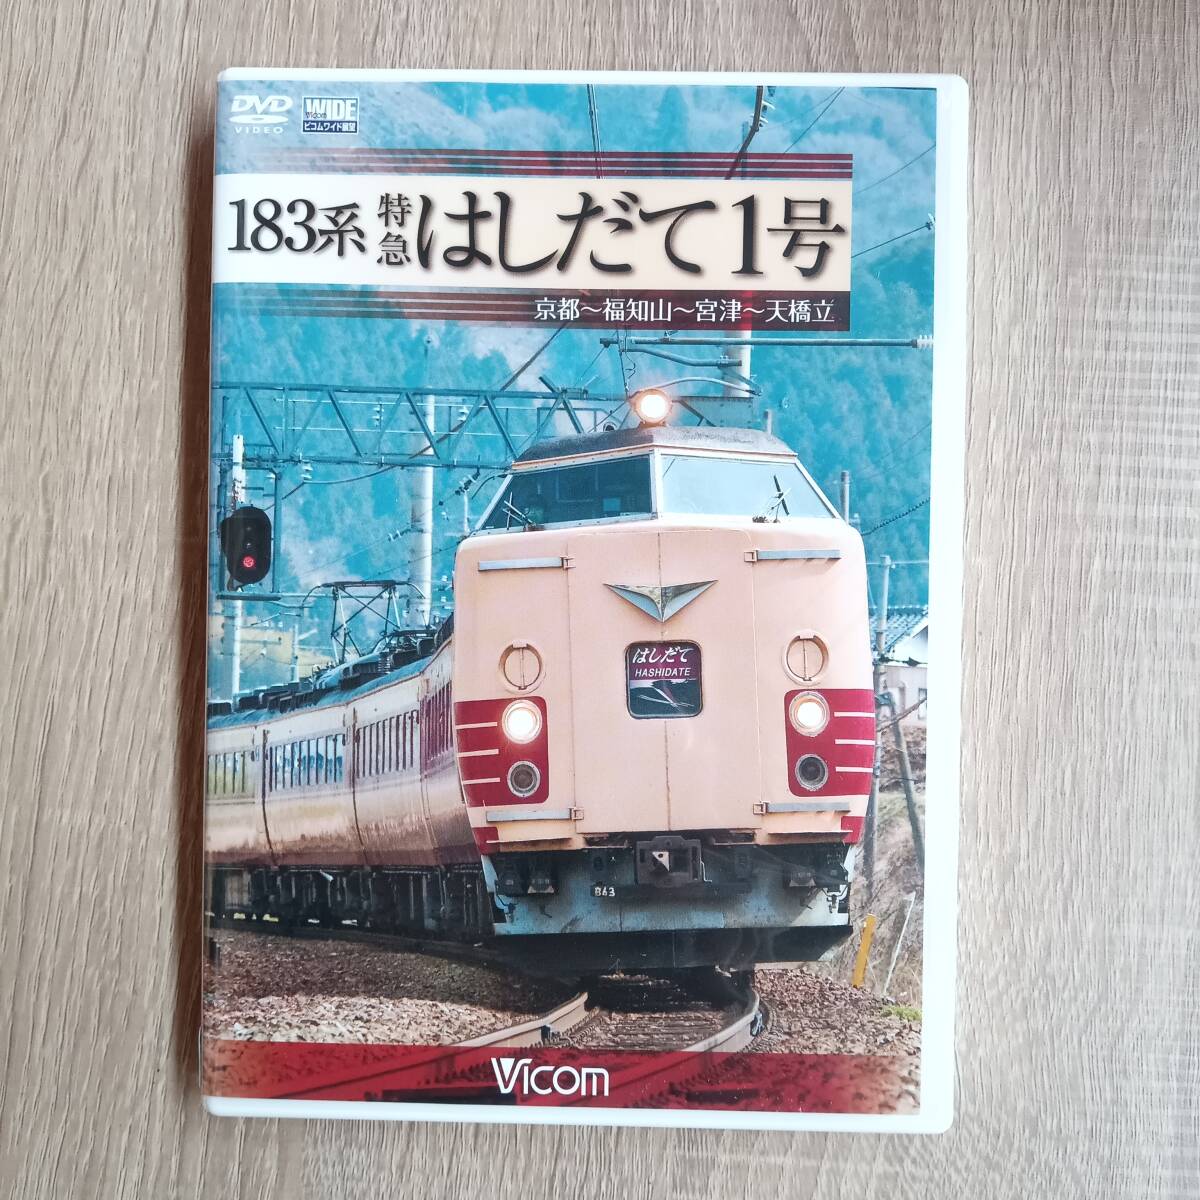 DVD
VIDEO
WIDE
Vicom
ビコムワイド展望
183系 特急 はしだて1号
京都～福知山～宮津～天橋立
はしだて
HASHIDATE
B63
Vicom